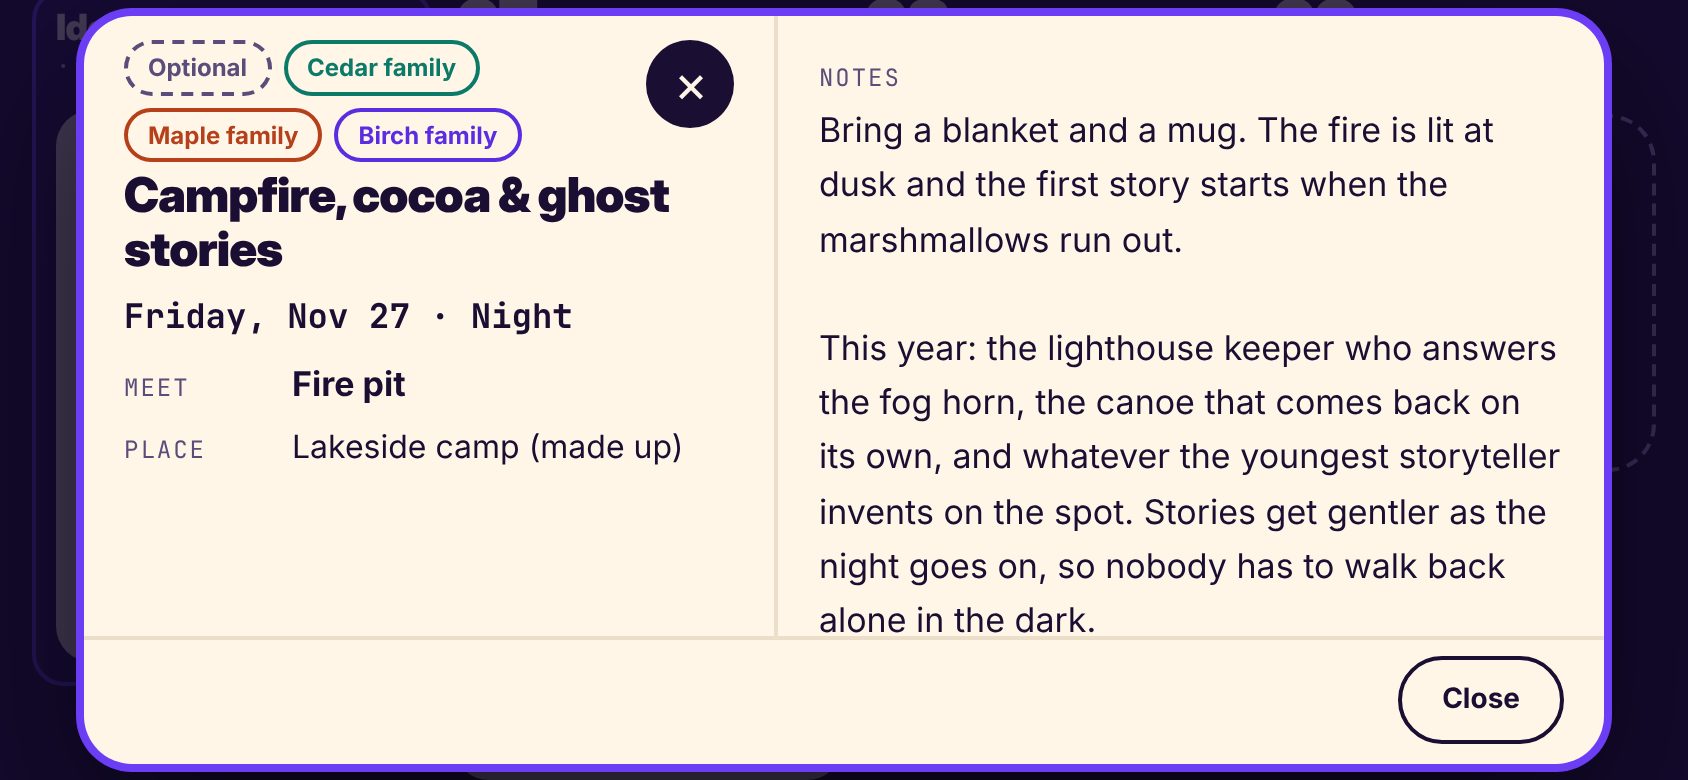 Optional
Cedar family
Maple family
Birch family
Campfire, cocoa & ghost
stories
Friday, Nov 27 · Night
MEET
Fire pit
PLACE
Lakeside camp (made up)
NOTES
Bring a blanket and a mug. The fire is lit at
dusk and the first story starts when the
marshmallows run out.
This year: the lighthouse keeper who answers
the fog horn, the canoe that comes back on
its own, and whatever the youngest storyteller
invents on the spot. Stories get gentler as the
night goes on, so nobody has to walk back
alone in the dark.
Close